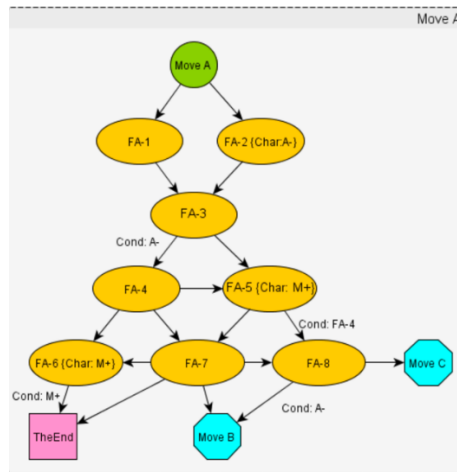 Move A
Move A
FA-1
FA-2 {Char:A-}
FA-3
Cond: A-
FA-4
FA-5 {Char: M+}
Cond: FA-4
FA-6 {Char: M+}
FA-7
FA-8
Move C
Cond: M+
Cond: A-
TheEnd
Move B